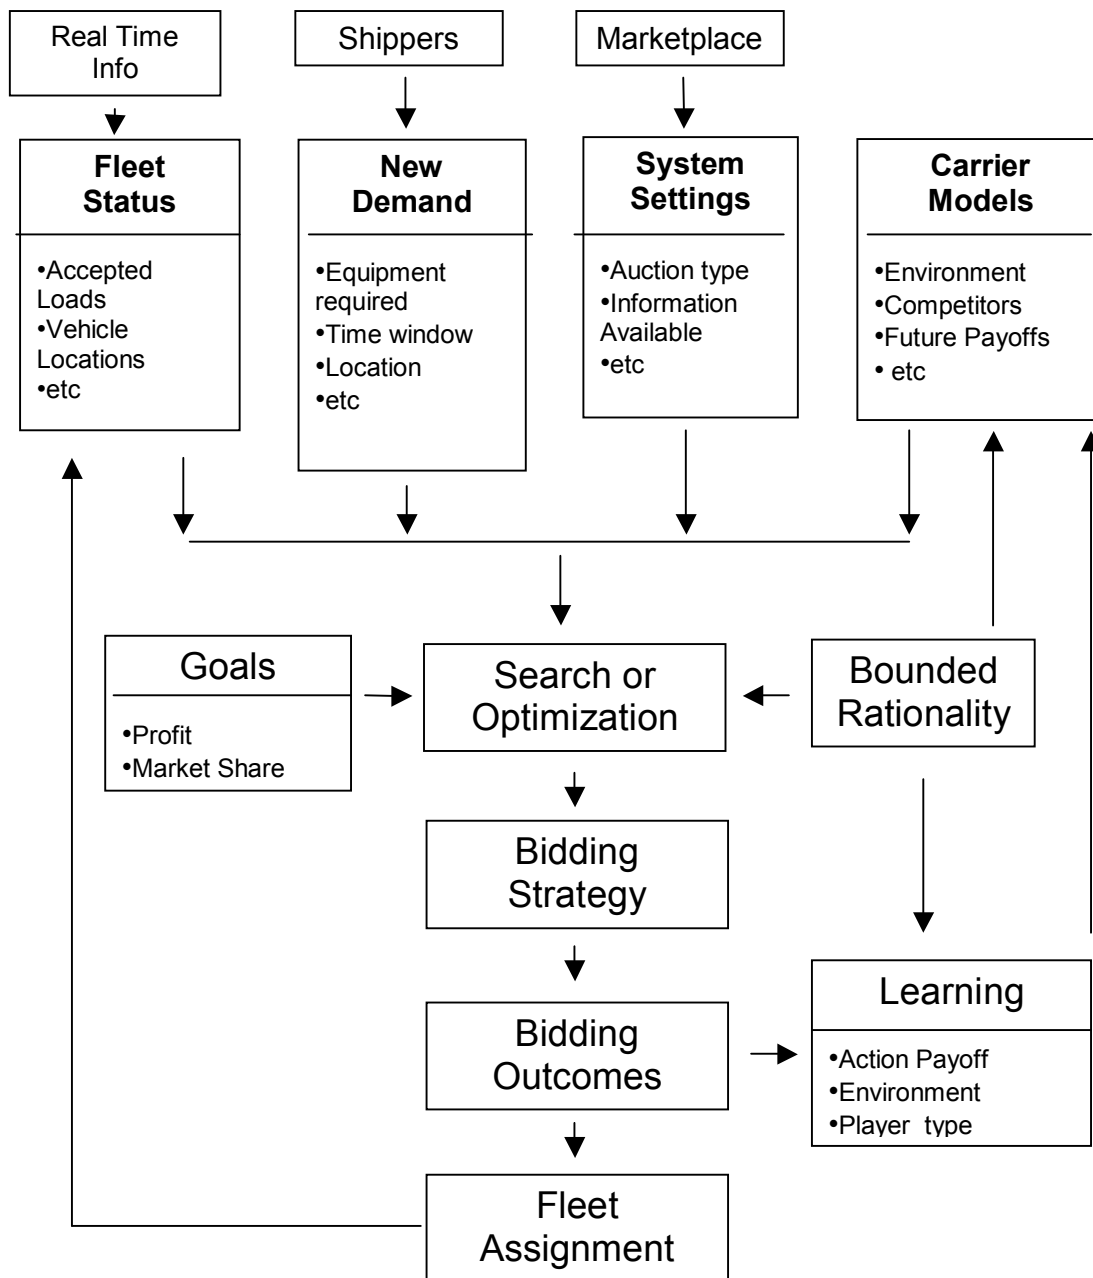 Real Time
Info
Shippers
Marketplace
Fleet
Status
•Accepted
Loads
•Vehicle
Locations
•etc
New
Demand
•Equipment
required
•Time window
•Location
•etc
System
Settings
•Auction type
•Information
Available
•etc
Carrier
Models
•Environment
•Competitors
•Future Payoffs
• etc
Goals
•Profit
•Market Share
Search or
Optimization
Bounded
Rationality
Bidding
Strategy
Bidding
Outcomes
Learning
•Action Payoff
•Environment
•Player type
Fleet
Assignment